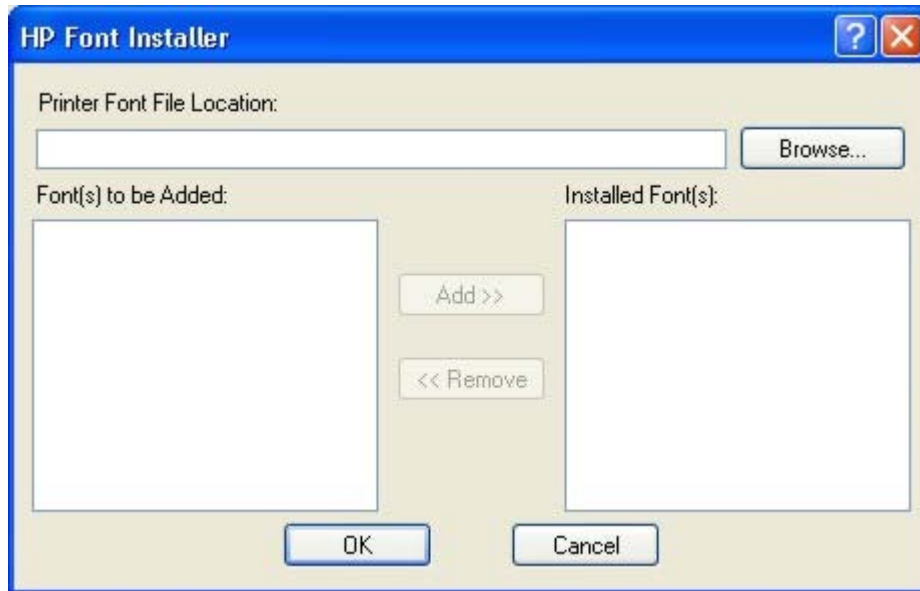 HP Font Installer
Printer Font File Location:
Browse...
Font(s) to be Added:
Installed Font(s):
Add >>
<< Remove
OK
Cancel